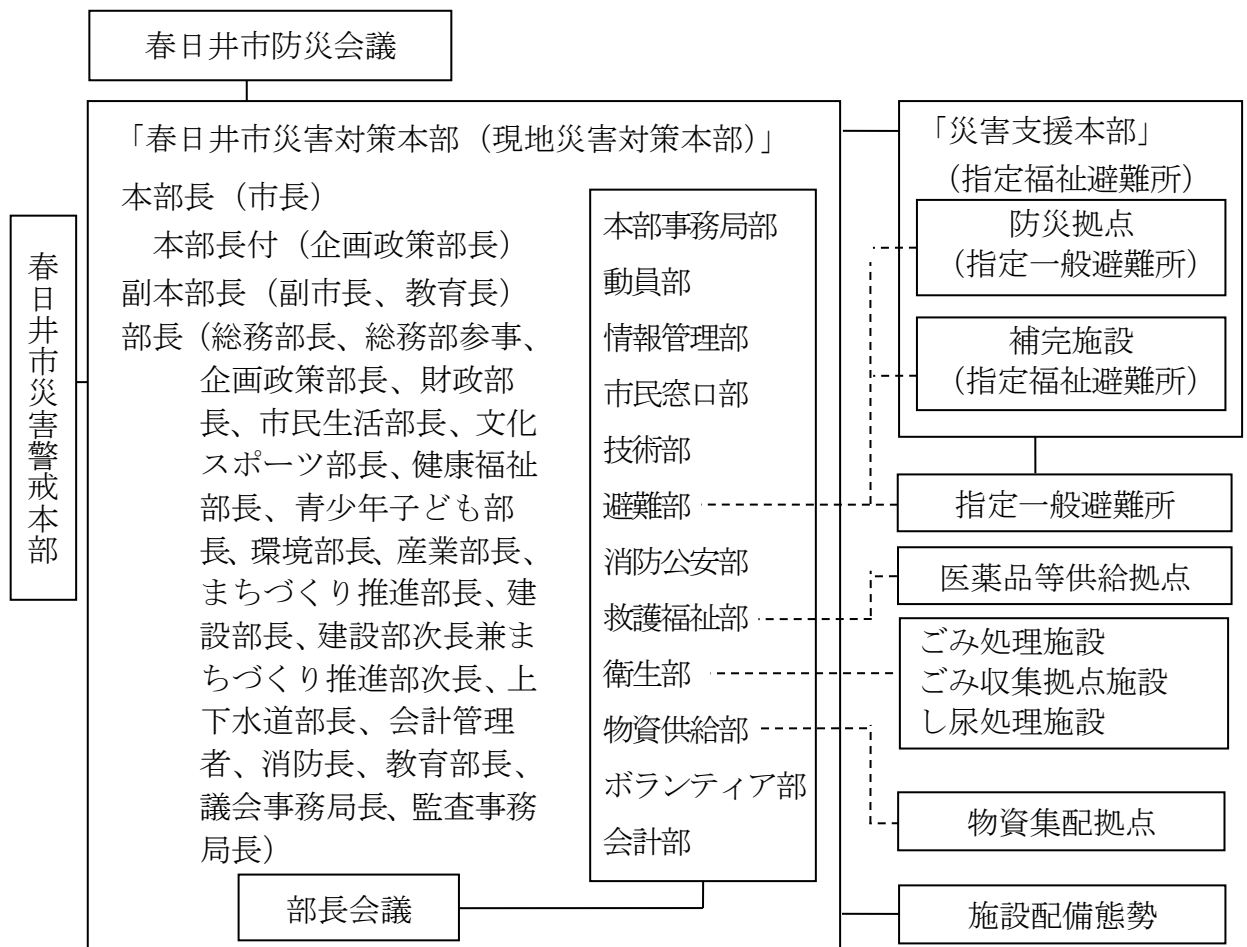 春日井市防災会議
「春日井市災害対策本部（現地災害対策本部）」
本部長（市長）
本部長付（企画政策部長）
副本部長（副市長、教育長）
部長（総務部長、総務部参事、
企画政策部長、財政部
長、市民生活部長、文化
スポーツ部長、健康福祉
部長、青少年子ども部
長、環境部長、産業部長、
まちづくり推進部長、建
設部長、建設部次長兼ま
ちづくり推進部次長、上
下水道部長、会計管理
者、消防長、教育部長、
議会事務局長、監査事務
局長）
部長会議
春日井市災害警戒本部
本部事務局部
動員部
情報管理部
市民窓口部
技術部
避難部
消防公安部
救護福祉部
衛生部
物資供給部
ボランティア部
会計部
「災害支援本部」
（指定福祉避難所）
防災拠点
（指定一般避難所）
補完施設
（指定福祉避難所）
指定一般避難所
医薬品等供給拠点
ごみ処理施設
ごみ収集拠点施設
し尿処理施設
物資集配拠点
施設配備態勢